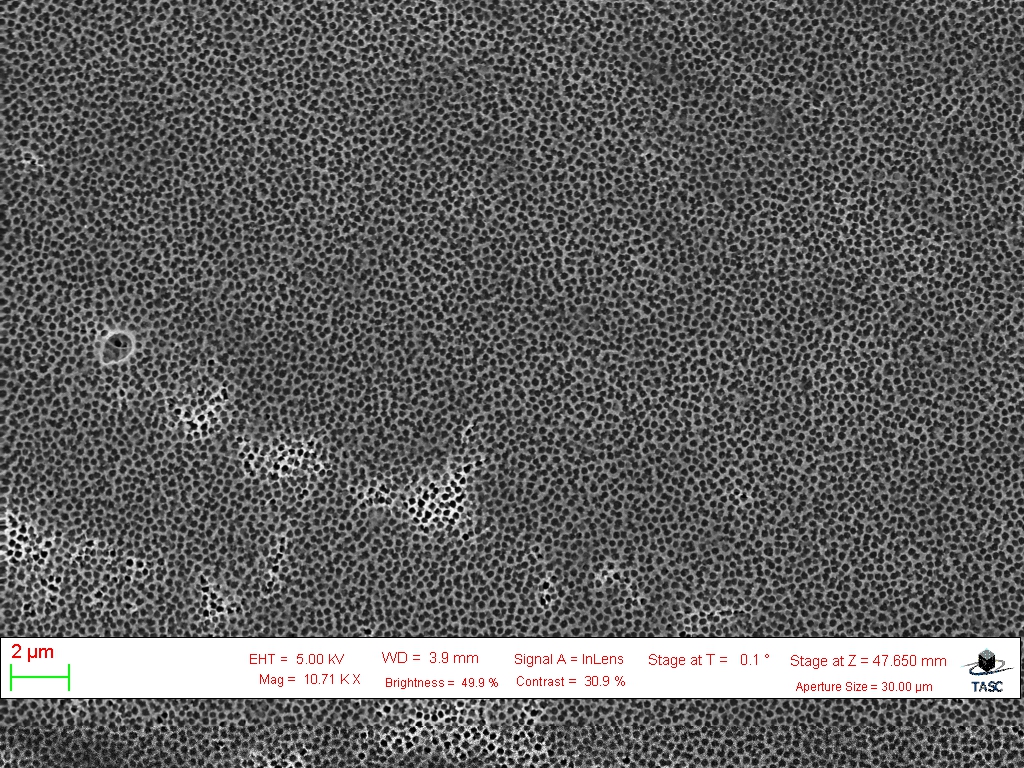 2 µm
EHT = 5.00 kV WD = 3.9 mm Signal A = InLens Stage at T = 0.1 ° Stage at Z = 47.650 mm
Mag = 10.71 K X Brightness = 49.9 % Contrast = 30.9 % Aperture Size = 30.00 µm
TASC